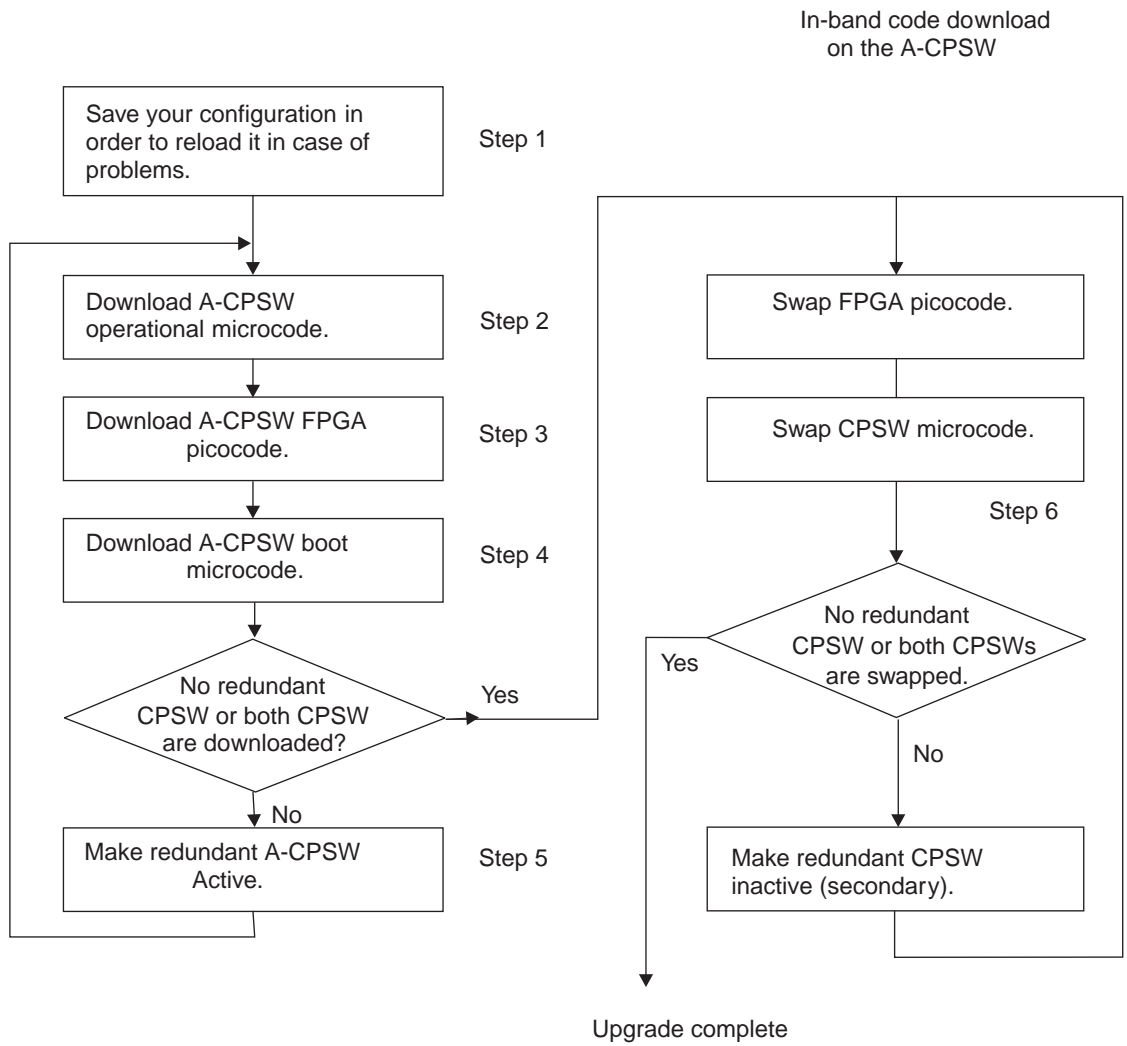 In-band code download
on the A-CPSW
Save your configuration in
order to reload it in case of
problems.
Step 1
Download A-CPSW
operational microcode.
Step 2
Download A-CPSW FPGA
picocode.
Step 3
Download A-CPSW boot
microcode.
Step 4
No redundant
CPSW or both CPSW
are downloaded?
Yes
No
Make redundant A-CPSW
Active.
Step 5
Swap FPGA picocode.
Swap CPSW microcode.
Step 6
No redundant
CPSW or both CPSWs
are swapped.
Yes
No
Make redundant CPSW
inactive (secondary).
Upgrade complete